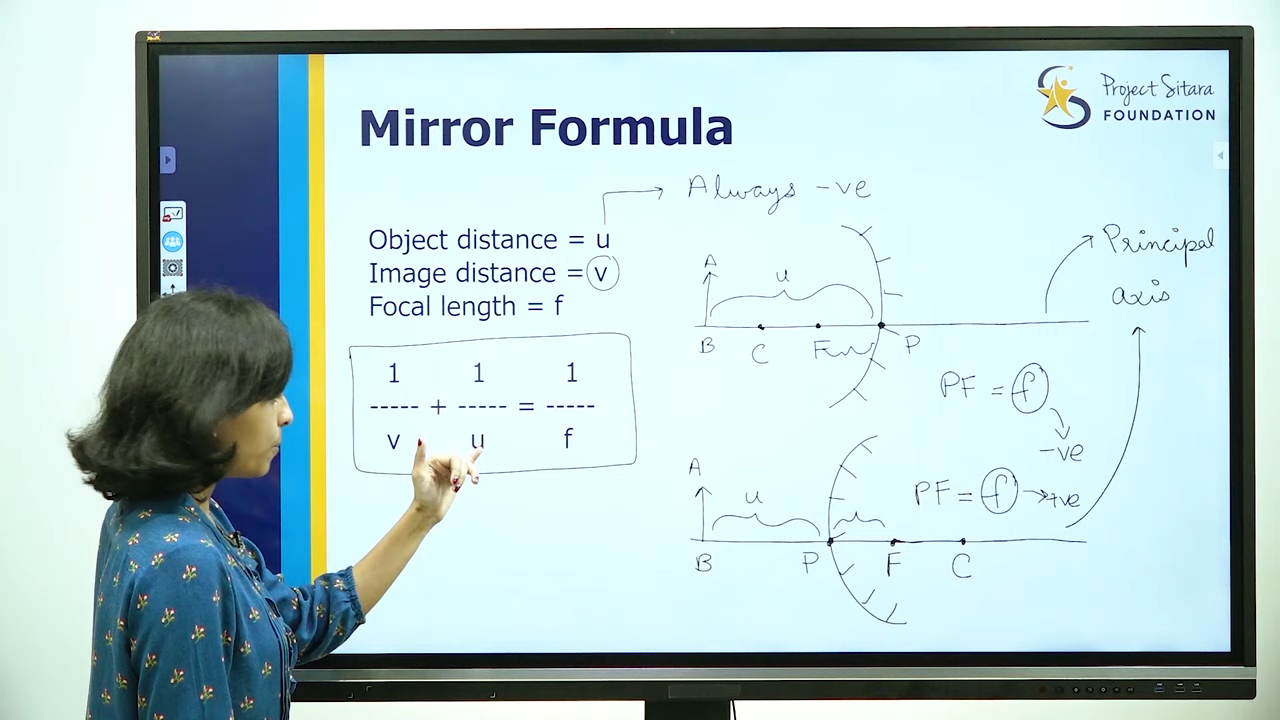 Project Sitara
FOUNDATION
Mirror Formula
Always -ve
Object distance = u
Image distance = v
Focal length = f
1 1 1
----- + ----- = -----
v u f
A
u
B C F P
Principal
axis
PF = f
-ve
A
u
B P F C
PF = f → +ve